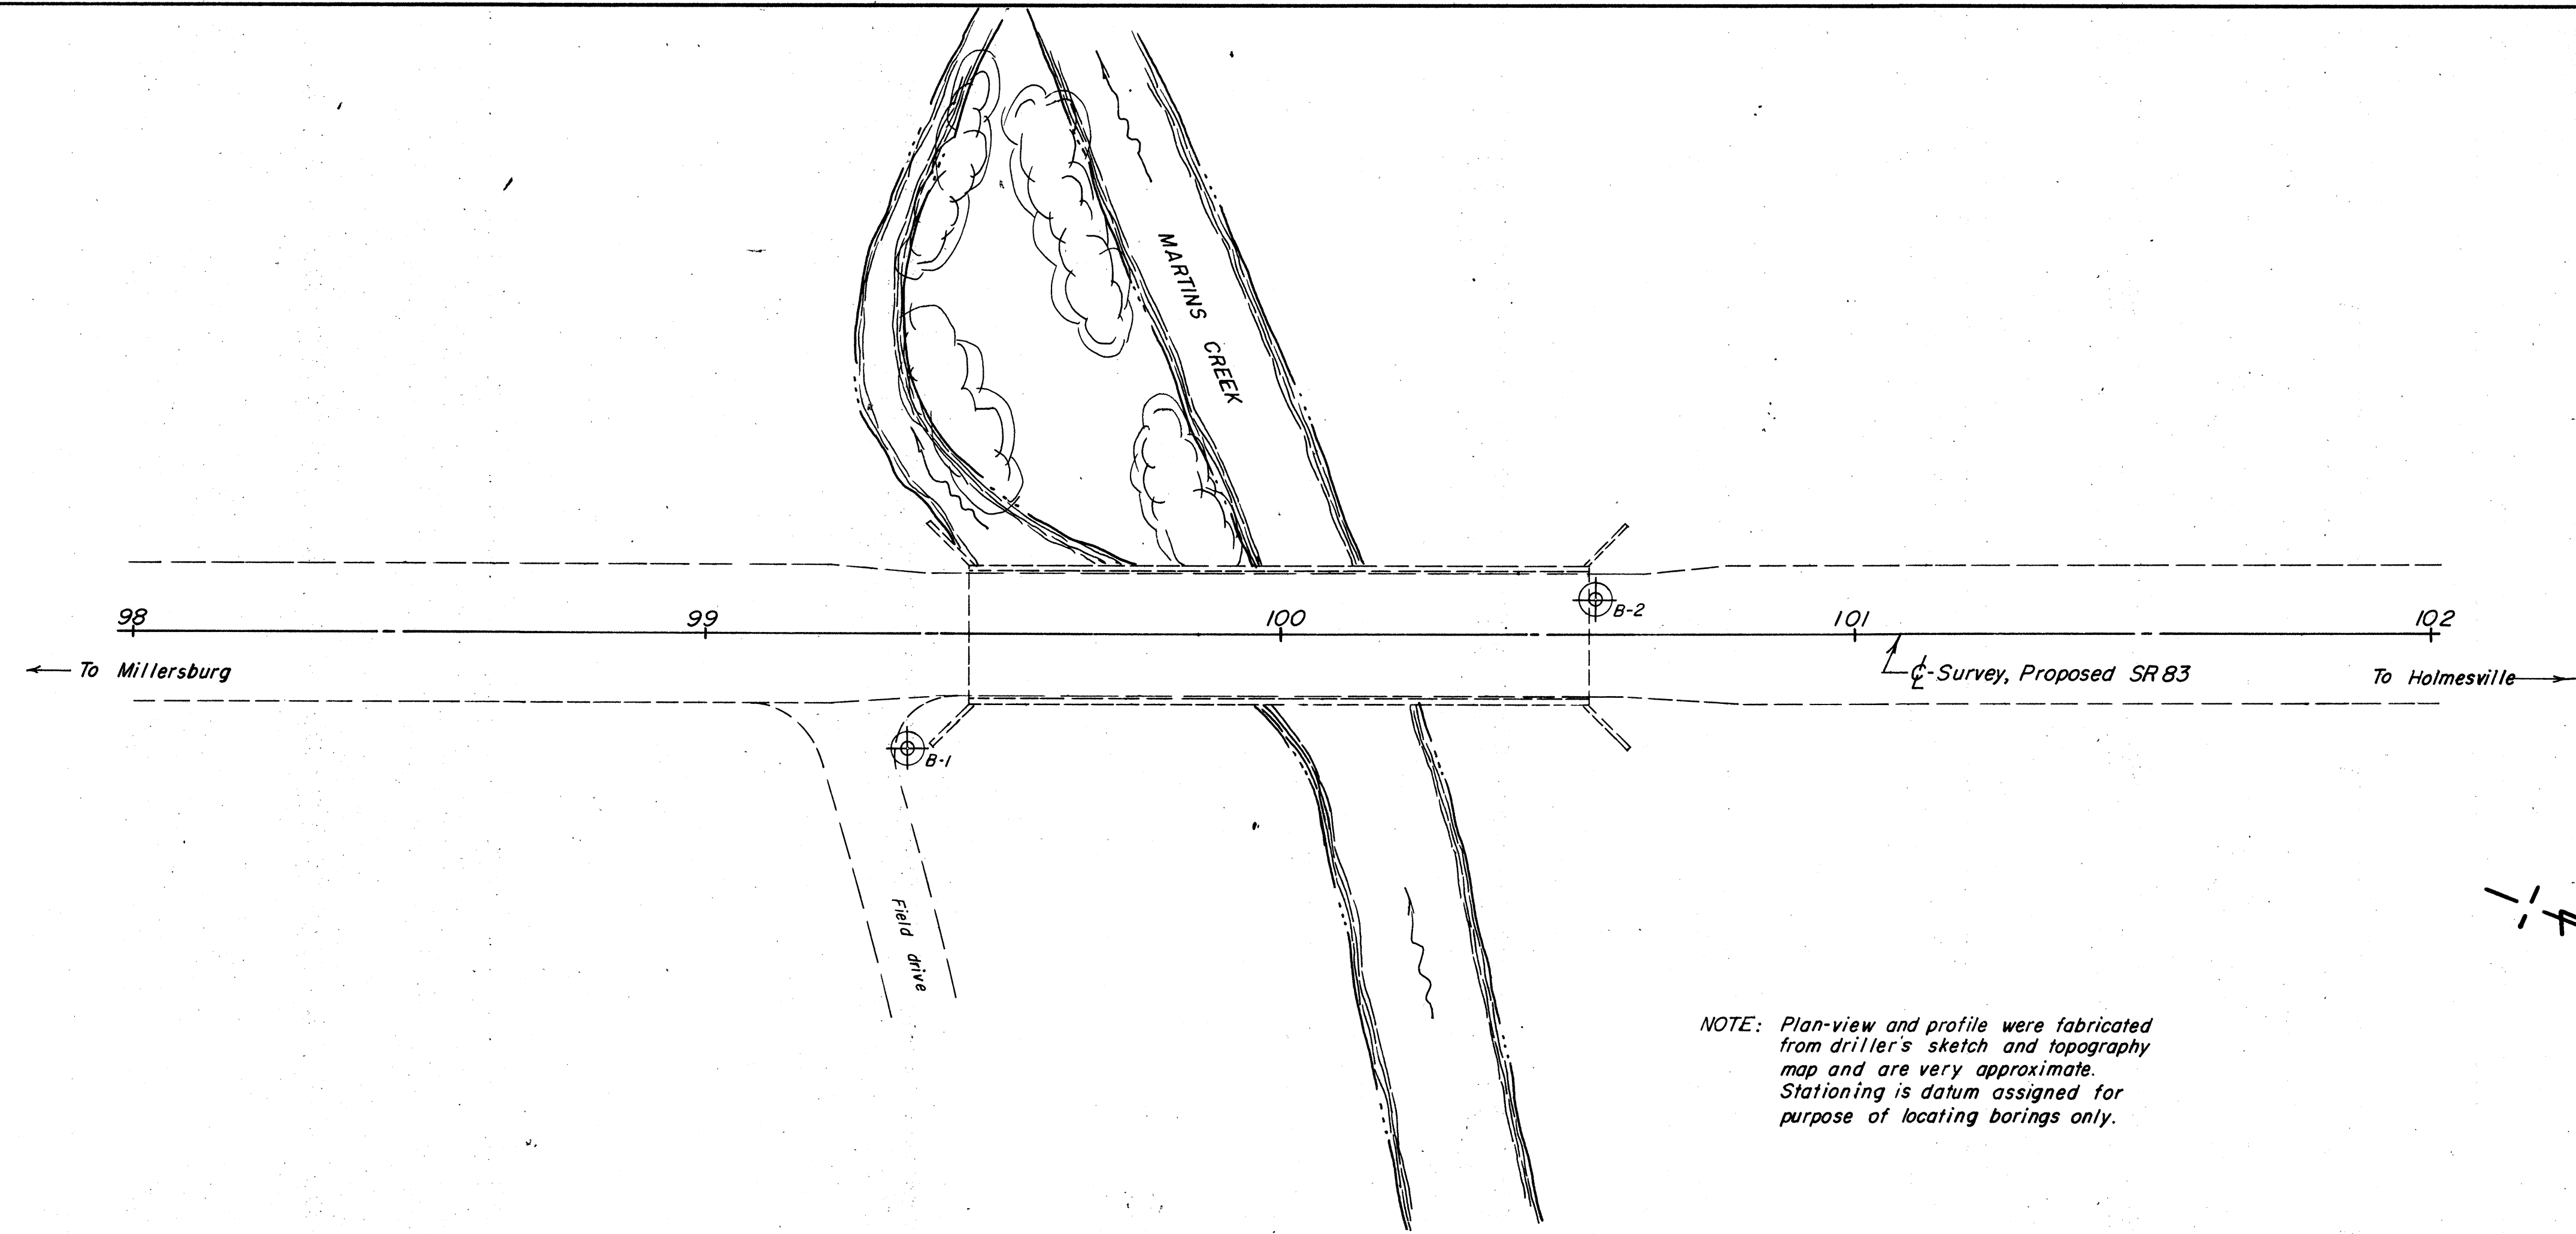 MARTINS CREEK
98
99
100
101
102
B-2
To Millersburg
℄-Survey, Proposed SR 83
To Holmesville
B-1
Field drive
NOTE: Plan-view and profile were fabricated
from driller's sketch and topography
map and are very approximate.
Stationing is datum assigned for
purpose of locating borings only.